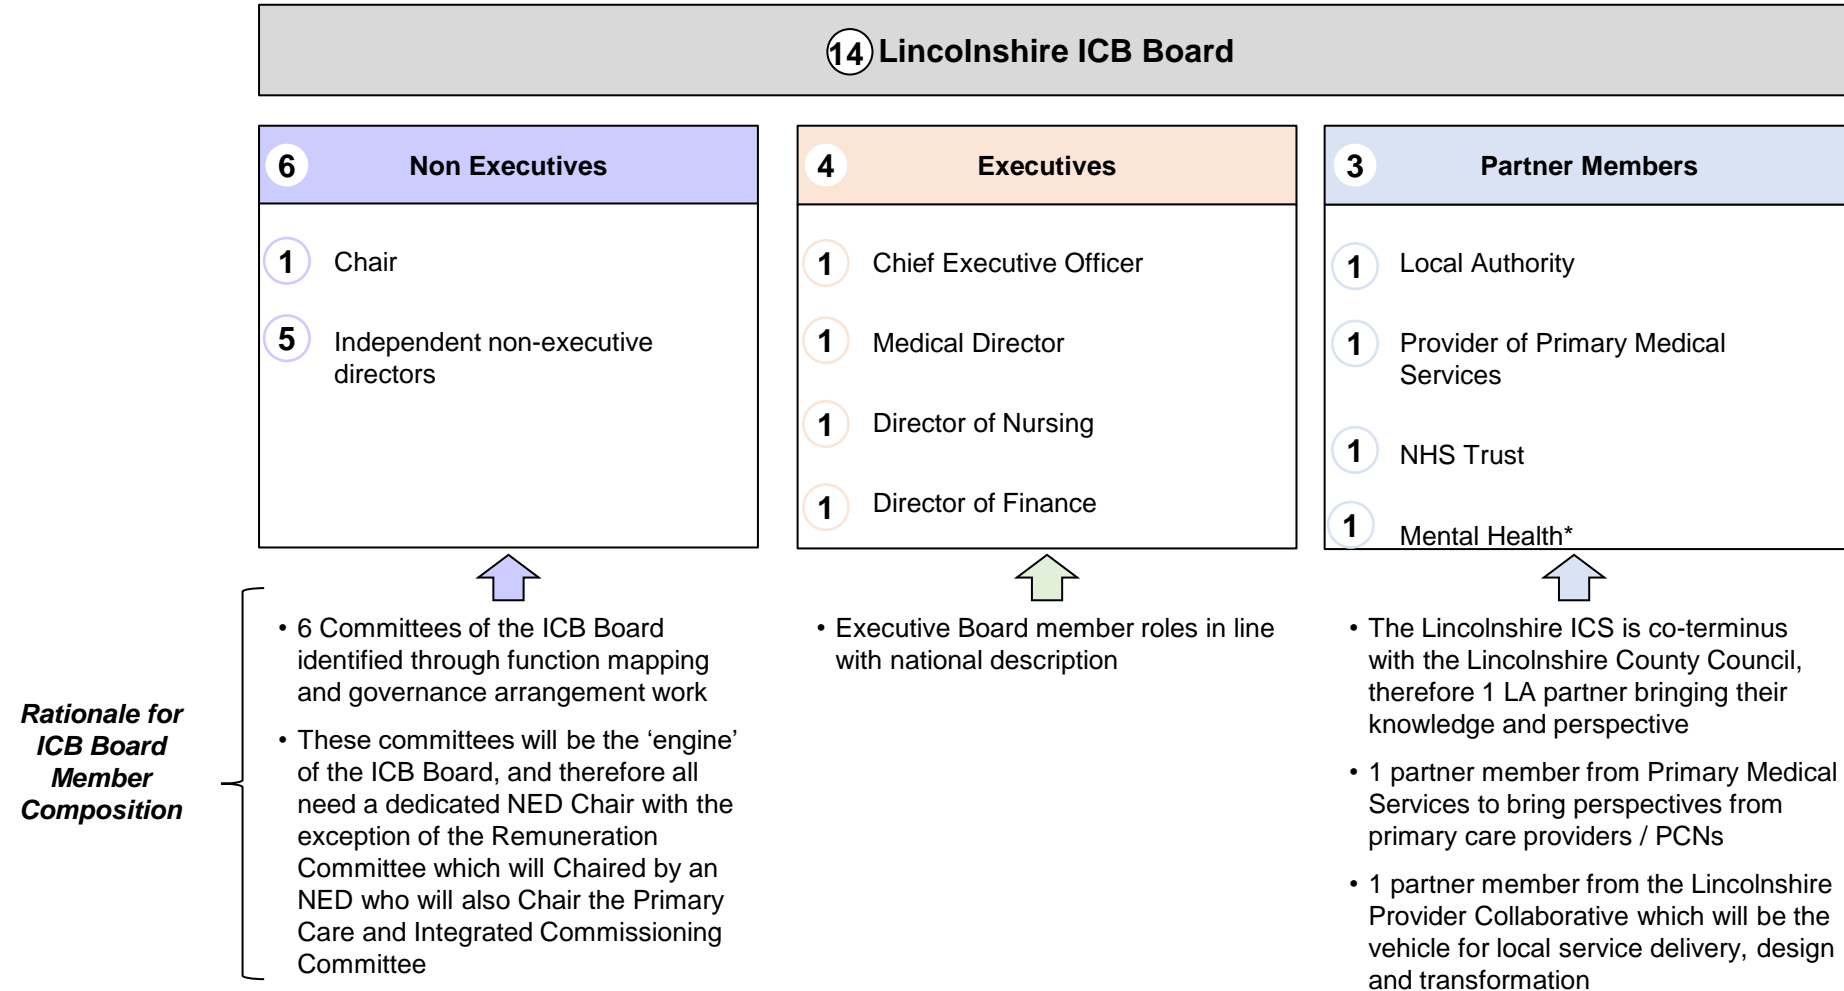 14 Lincolnshire ICB Board
6 Non Executives
1 Chair
5 Independent non-executive
directors
4 Executives
1 Chief Executive Officer
1 Medical Director
1 Director of Nursing
1 Director of Finance
3 Partner Members
1 Local Authority
1 Provider of Primary Medical
Services
1 NHS Trust
1 Mental Health*
Rationale for
ICB Board
Member
Composition
• 6 Committees of the ICB Board
identified through function mapping
and governance arrangement work
• These committees will be the ‘engine’
of the ICB Board, and therefore all
need a dedicated NED Chair with the
exception of the Remuneration
Committee which will Chaired by an
NED who will also Chair the Primary
Care and Integrated Commissioning
Committee
• Executive Board member roles in line
with national description
• The Lincolnshire ICS is co-terminus
with the Lincolnshire County Council,
therefore 1 LA partner bringing their
knowledge and perspective
• 1 partner member from Primary Medical
Services to bring perspectives from
primary care providers / PCNs
• 1 partner member from the Lincolnshire
Provider Collaborative which will be the
vehicle for local service delivery, design
and transformation